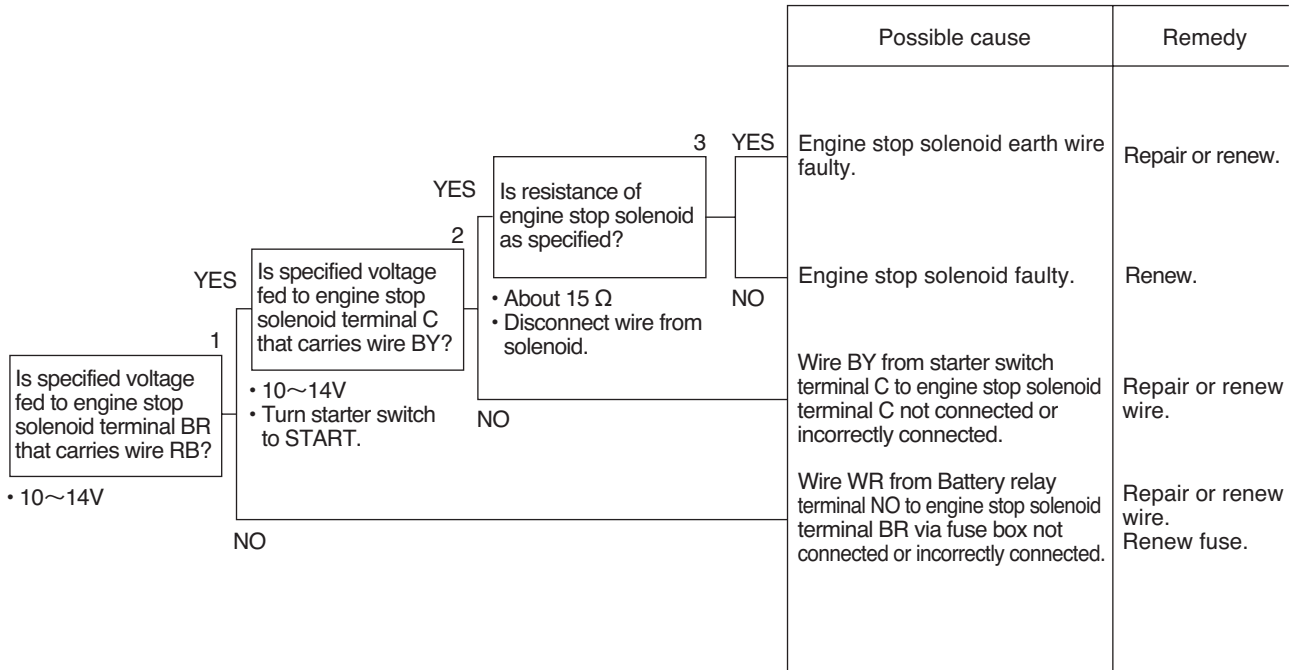 Possible cause
Remedy
1
Is specified voltage
fed to engine stop
solenoid terminal BR
that carries wire RB?
• 10~14V
YES
NO
2
Is specified voltage
fed to engine stop
solenoid terminal C
that carries wire BY?
• 10~14V
• Turn starter switch
to START.
YES
NO
3
Is resistance of
engine stop solenoid
as specified?
• About 15 Ω
• Disconnect wire from
solenoid.
YES
NO
Engine stop solenoid earth wire
faulty.
Repair or renew.
Engine stop solenoid faulty.
Renew.
Wire BY from starter switch
terminal C to engine stop solenoid
terminal C not connected or
incorrectly connected.
Repair or renew
wire.
Wire WR from Battery relay
terminal NO to engine stop solenoid
terminal BR via fuse box not
connected or incorrectly connected.
Repair or renew
wire.
Renew fuse.